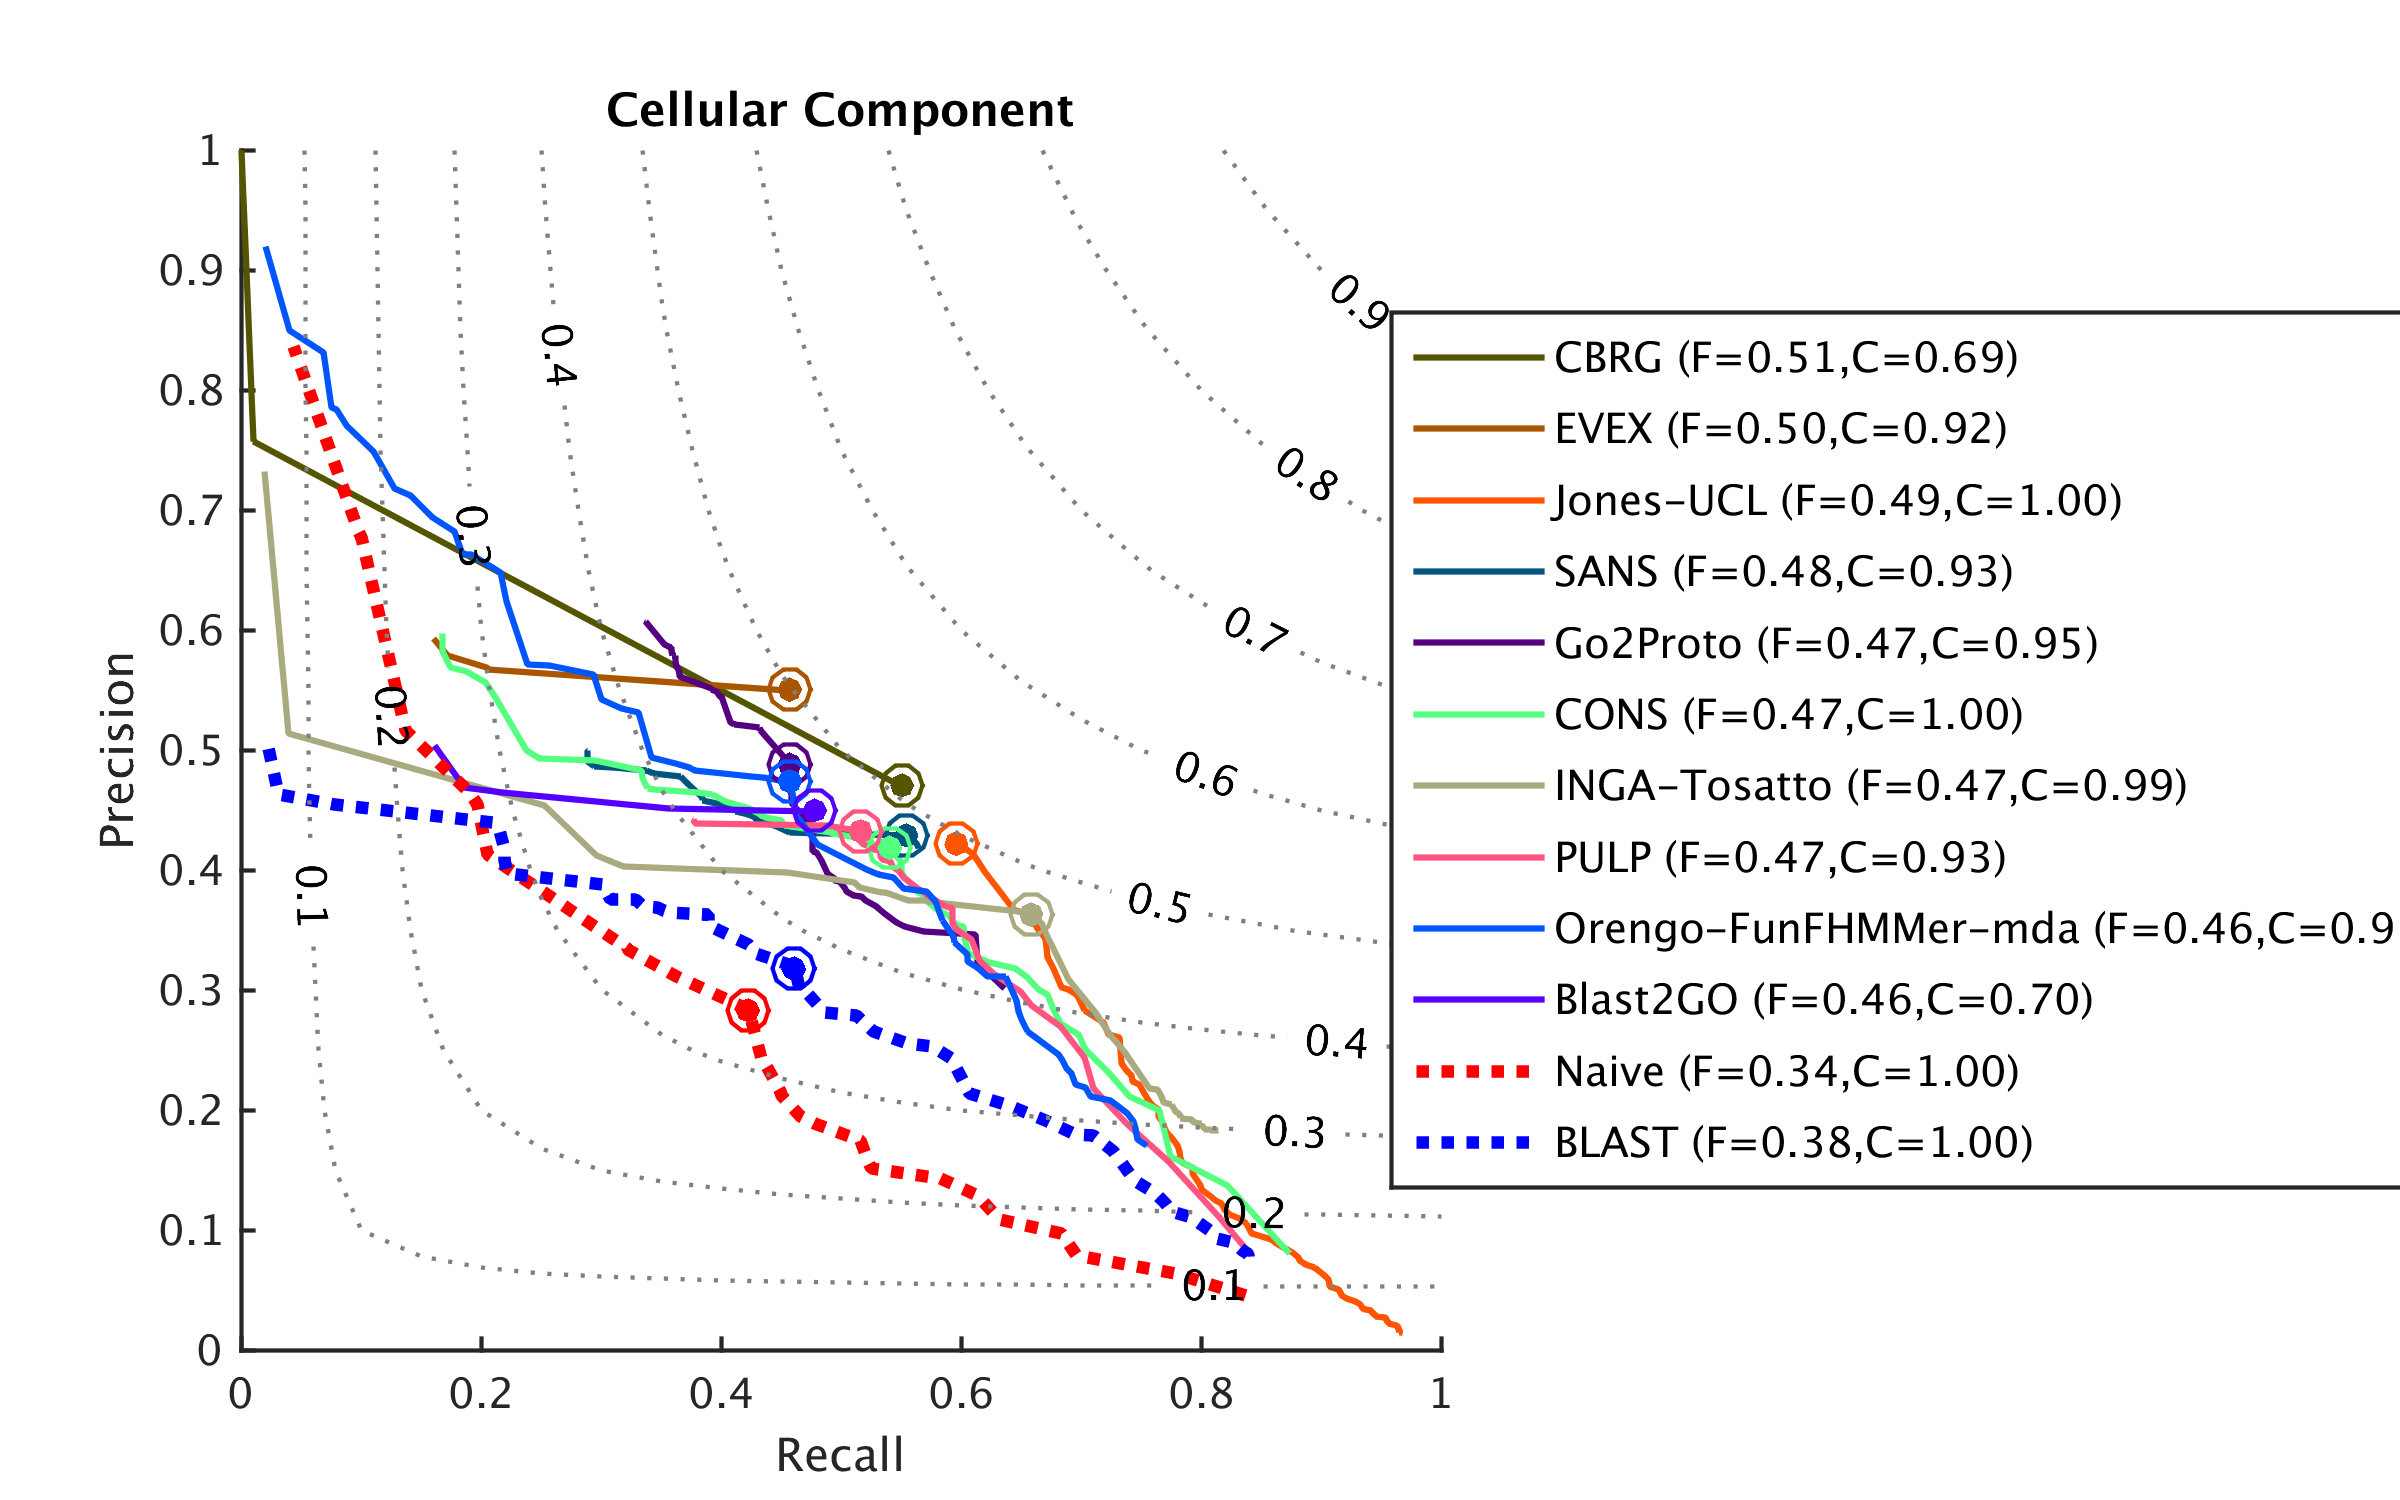 Cellular Component
1
0.9
0.8
0.7
0.6
0.5
0.4
0.3
0.2
0.1
0
Precision
0
0.2
0.4
0.6
0.8
1
Recall
0.1
0.2
0.3
0.4
0.9
0.8
0.7
0.6
0.5
0.4
0.3
0.2
0.1
CBRG (F=0.51,C=0.69)
EVEX (F=0.50,C=0.92)
Jones-UCL (F=0.49,C=1.00)
SANS (F=0.48,C=0.93)
Go2Proto (F=0.47,C=0.95)
CONS (F=0.47,C=1.00)
INGA-Tosatto (F=0.47,C=0.99)
PULP (F=0.47,C=0.93)
Orengo-FunFHMMer-mda (F=0.46,C=0.9
Blast2GO (F=0.46,C=0.70)
Naive (F=0.34,C=1.00)
BLAST (F=0.38,C=1.00)